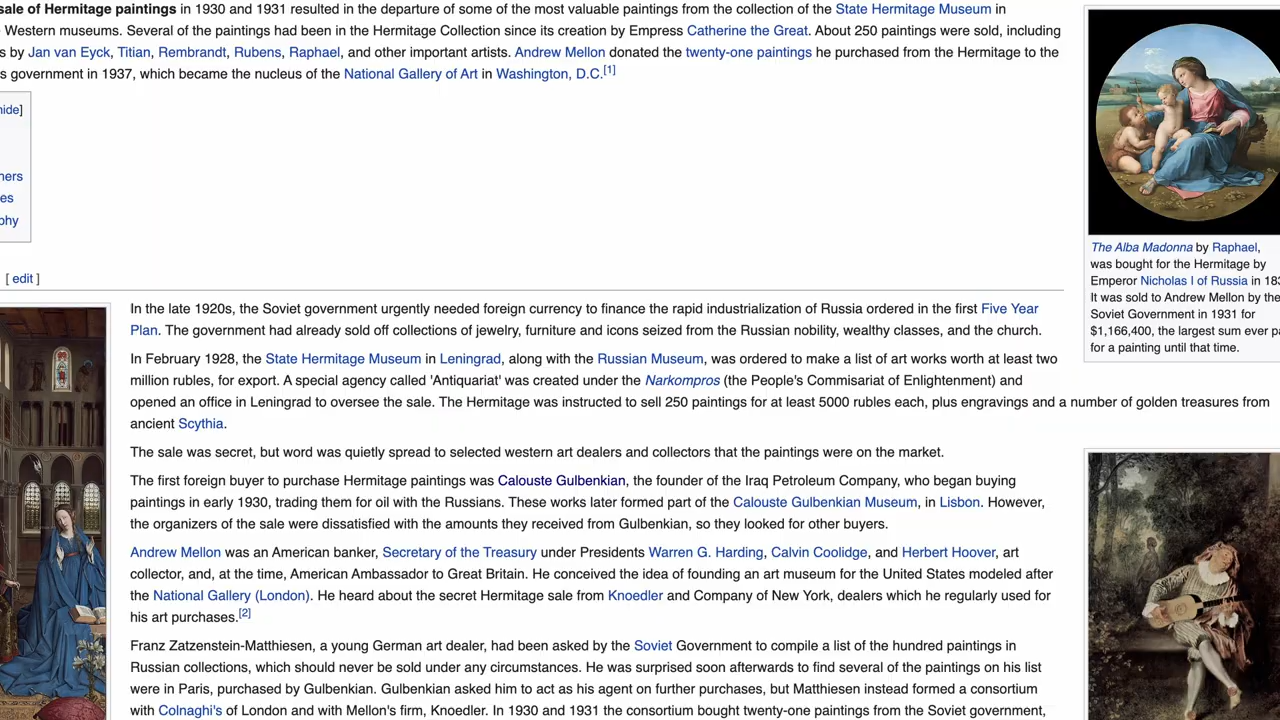 sale of Hermitage paintings in 1930 and 1931 resulted in the departure of some of the most valuable paintings from the collection of the State Hermitage Museum in
Western museums. Several of the paintings had been in the Hermitage Collection since its creation by Empress Catherine the Great. About 250 paintings were sold, including
s by Jan van Eyck, Titian, Rembrandt, Rubens, Raphael, and other important artists. Andrew Mellon donated the twenty-one paintings he purchased from the Hermitage to the
s government in 1937, which became the nucleus of the National Gallery of Art in Washington, D.C.[1]
hide]
ners
es
phy
[ edit ]
The Alba Madonna by Raphael,
was bought for the Hermitage by
Emperor Nicholas I of Russia in 183
It was sold to Andrew Mellon by the
Soviet Government in 1931 for
$1,166,400, the largest sum ever pa
for a painting until that time.
In the late 1920s, the Soviet government urgently needed foreign currency to finance the rapid industrialization of Russia ordered in the first Five Year
Plan. The government had already sold off collections of jewelry, furniture and icons seized from the Russian nobility, wealthy classes, and the church.
In February 1928, the State Hermitage Museum in Leningrad, along with the Russian Museum, was ordered to make a list of art works worth at least two
million rubles, for export. A special agency called 'Antiquariat' was created under the Narkompros (the People's Commisariat of Enlightenment) and
opened an office in Leningrad to oversee the sale. The Hermitage was instructed to sell 250 paintings for at least 5000 rubles each, plus engravings and a number of golden treasures from
ancient Scythia.
The sale was secret, but word was quietly spread to selected western art dealers and collectors that the paintings were on the market.
The first foreign buyer to purchase Hermitage paintings was Calouste Gulbenkian, the founder of the Iraq Petroleum Company, who began buying
paintings in early 1930, trading them for oil with the Russians. These works later formed part of the Calouste Gulbenkian Museum, in Lisbon. However,
the organizers of the sale were dissatisfied with the amounts they received from Gulbenkian, so they looked for other buyers.
Andrew Mellon was an American banker, Secretary of the Treasury under Presidents Warren G. Harding, Calvin Coolidge, and Herbert Hoover, art
collector, and, at the time, American Ambassador to Great Britain. He conceived the idea of founding an art museum for the United States modeled after
the National Gallery (London). He heard about the secret Hermitage sale from Knoedler and Company of New York, dealers which he regularly used for
his art purchases.[2]
Franz Zatzenstein-Matthiesen, a young German art dealer, had been asked by the Soviet Government to compile a list of the hundred paintings in
Russian collections, which should never be sold under any circumstances. He was surprised soon afterwards to find several of the paintings on his list
were in Paris, purchased by Gulbenkian. Gulbenkian asked him to act as his agent on further purchases, but Matthiesen instead formed a consortium
with Colnaghi's of London and with Mellon's firm, Knoedler. In 1930 and 1931 the consortium bought twenty-one paintings from the Soviet government,